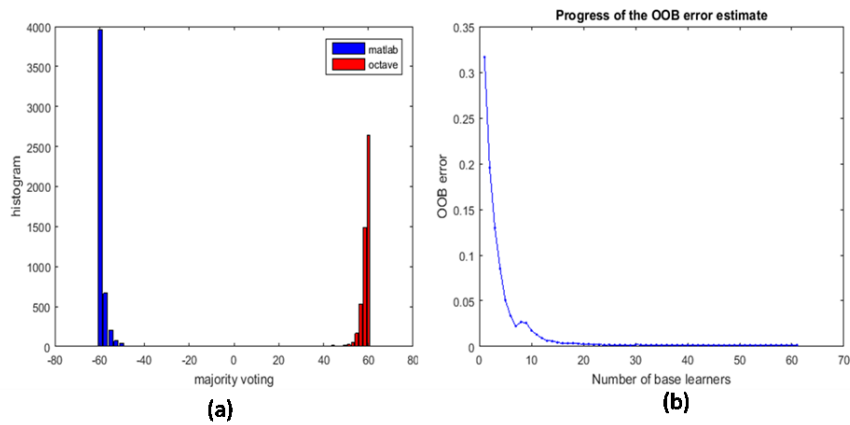 4000
3500
3000
2500
2000
1500
1000
500
0
histogram
-80 -60 -40 -20 0 20 40 60 80
majority voting
matlab
octave
(a)
Progress of the OOB error estimate
0.35
0.3
0.25
0.2
0.15
0.1
0.05
0
OOB error
0 10 20 30 40 50 60 70
Number of base learners
(b)